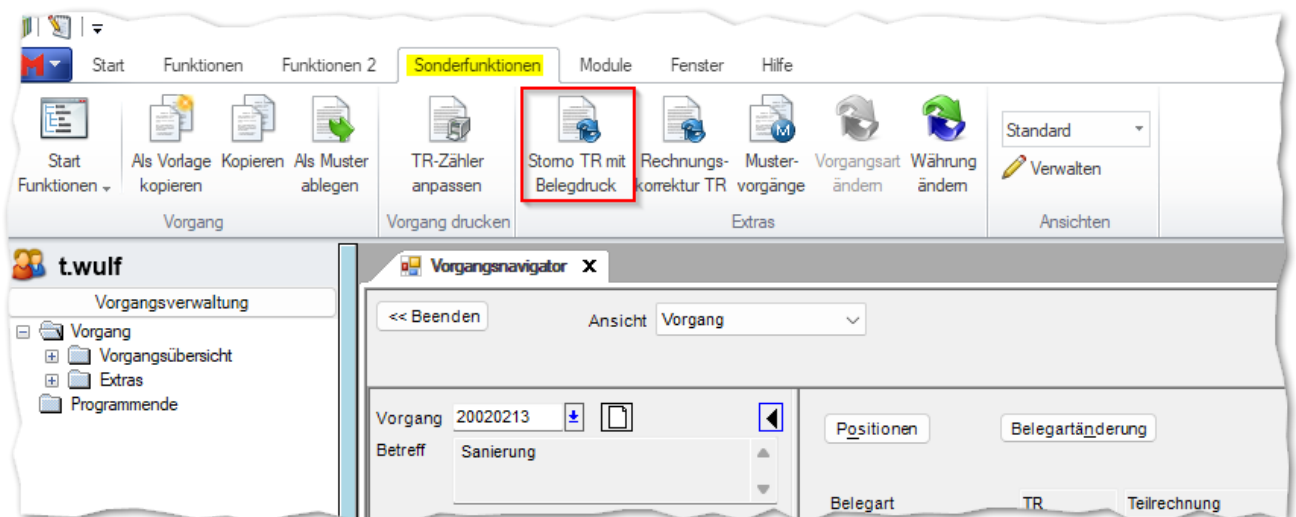 Start Funktionen Funktionen 2 Sonderfunktionen Module Fenster Hilfe
Start Als Vorlage Kopieren Als Muster TR-Zähler Storno TR mit Rechnungs- Muster- Vorgangsart Währung Standard
Funktionen kopieren ablegen anpassen Belegdruck korrektur TR vorgänge ändern ändern Verwalten
Vorgang Vorgang drucken Extras Ansichten
t.wulf Vorgangsnavigator X
Vorgangsverwaltung
<< Beenden Ansicht Vorgang
Vorgang
Vorgangsübersicht
Extras
Programmende
Vorgang 20020213 Positionen Belegartänderung
Betreff Sanierung
Belegart TR Teilrechnung